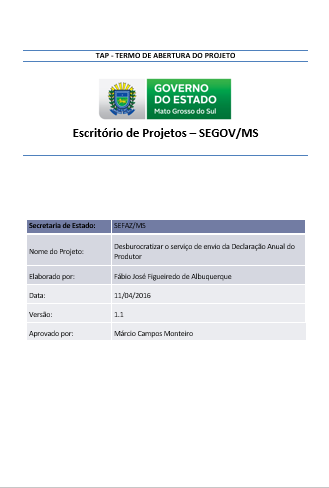 TAP - TERMO DE ABERTURA DO PROJETO
GOVERNO
DO ESTADO
Mato Grosso do Sul
Escritório de Projetos – SEGOV/MS
Secretaria de Estado: SEFAZ/MS
Nome do Projeto: Desburocratizar o serviço de envio da Declaração Anual do
Produtor
Elaborado por: Fábio José Figueiredo de Albuquerque
Data: 11/04/2016
Versão: 1.1
Aprovado por: Márcio Campos Monteiro